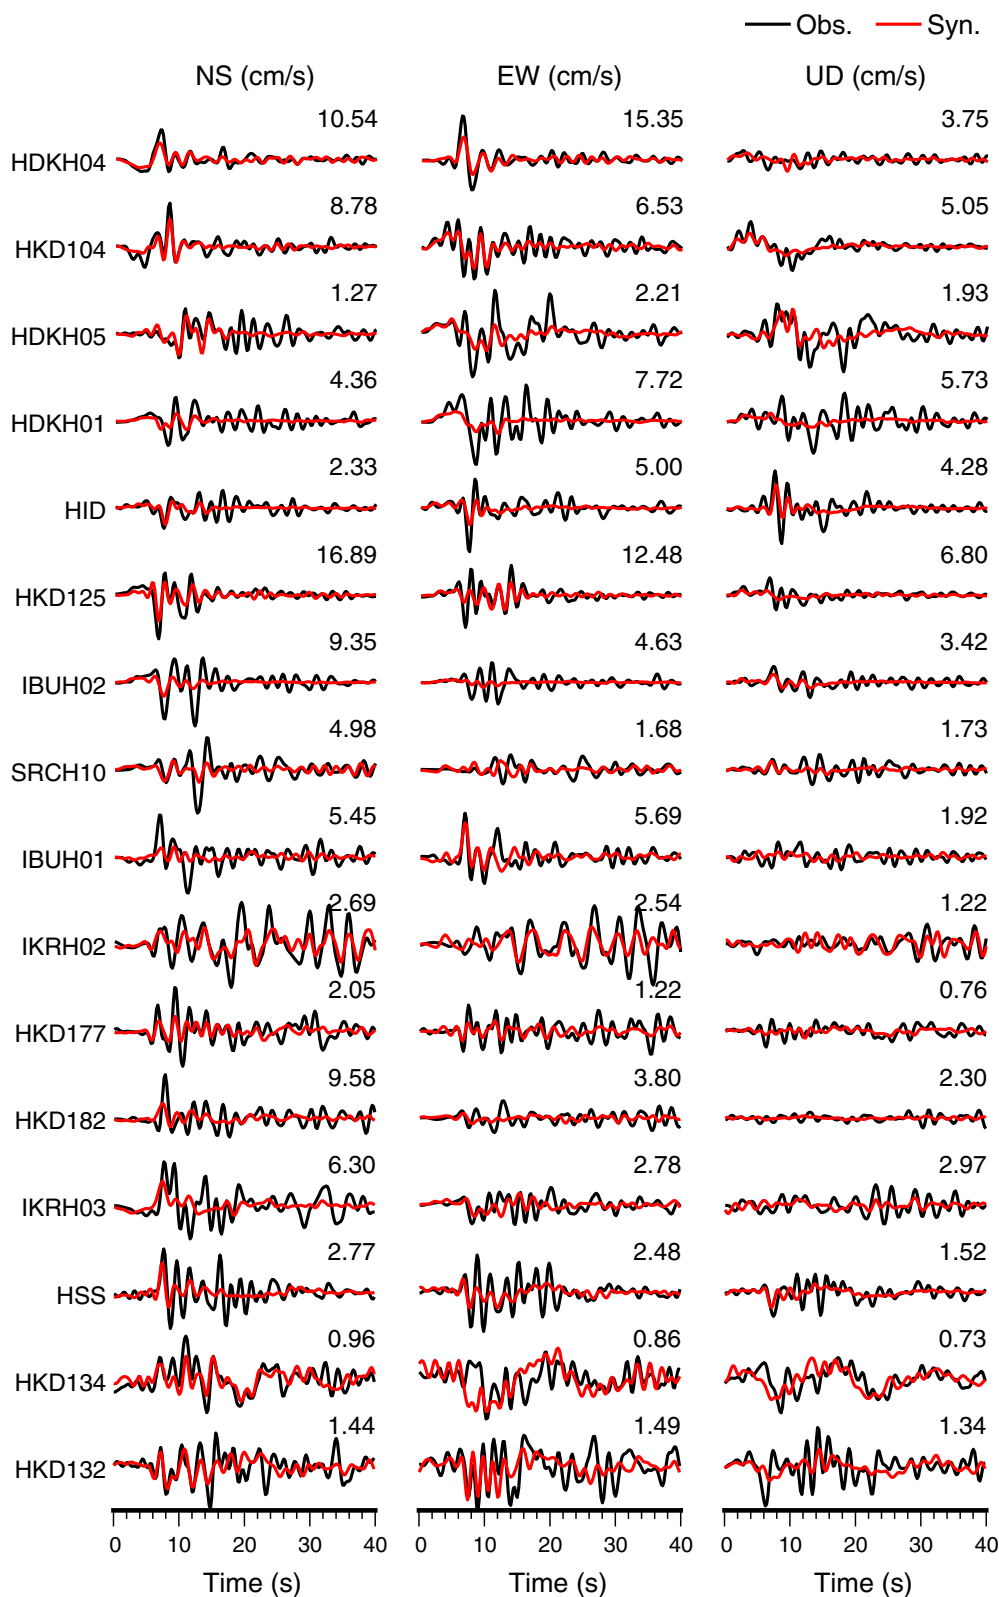 Obs. Syn.
NS (cm/s) EW (cm/s) UD (cm/s)
10.54 15.35 3.75
HDKH04
8.78 6.53 5.05
HKD104
1.27 2.21 1.93
HDKH05
4.36 7.72 5.73
HDKH01
2.33 5.00 4.28
HID
16.89 12.48 6.80
HKD125
9.35 4.63 3.42
IBUH02
4.98 1.68 1.73
SRCH10
5.45 5.69 1.92
IBUH01
2.69 2.54 1.22
IKRH02
2.05 1.22 0.76
HKD177
9.58 3.80 2.30
HKD182
6.30 2.78 2.97
IKRH03
2.77 2.48 1.52
HSS
0.96 0.86 0.73
HKD134
1.44 1.49 1.34
HKD132
0 10 20 30 40 0 10 20 30 40 0 10 20 30 40
Time (s) Time (s) Time (s)